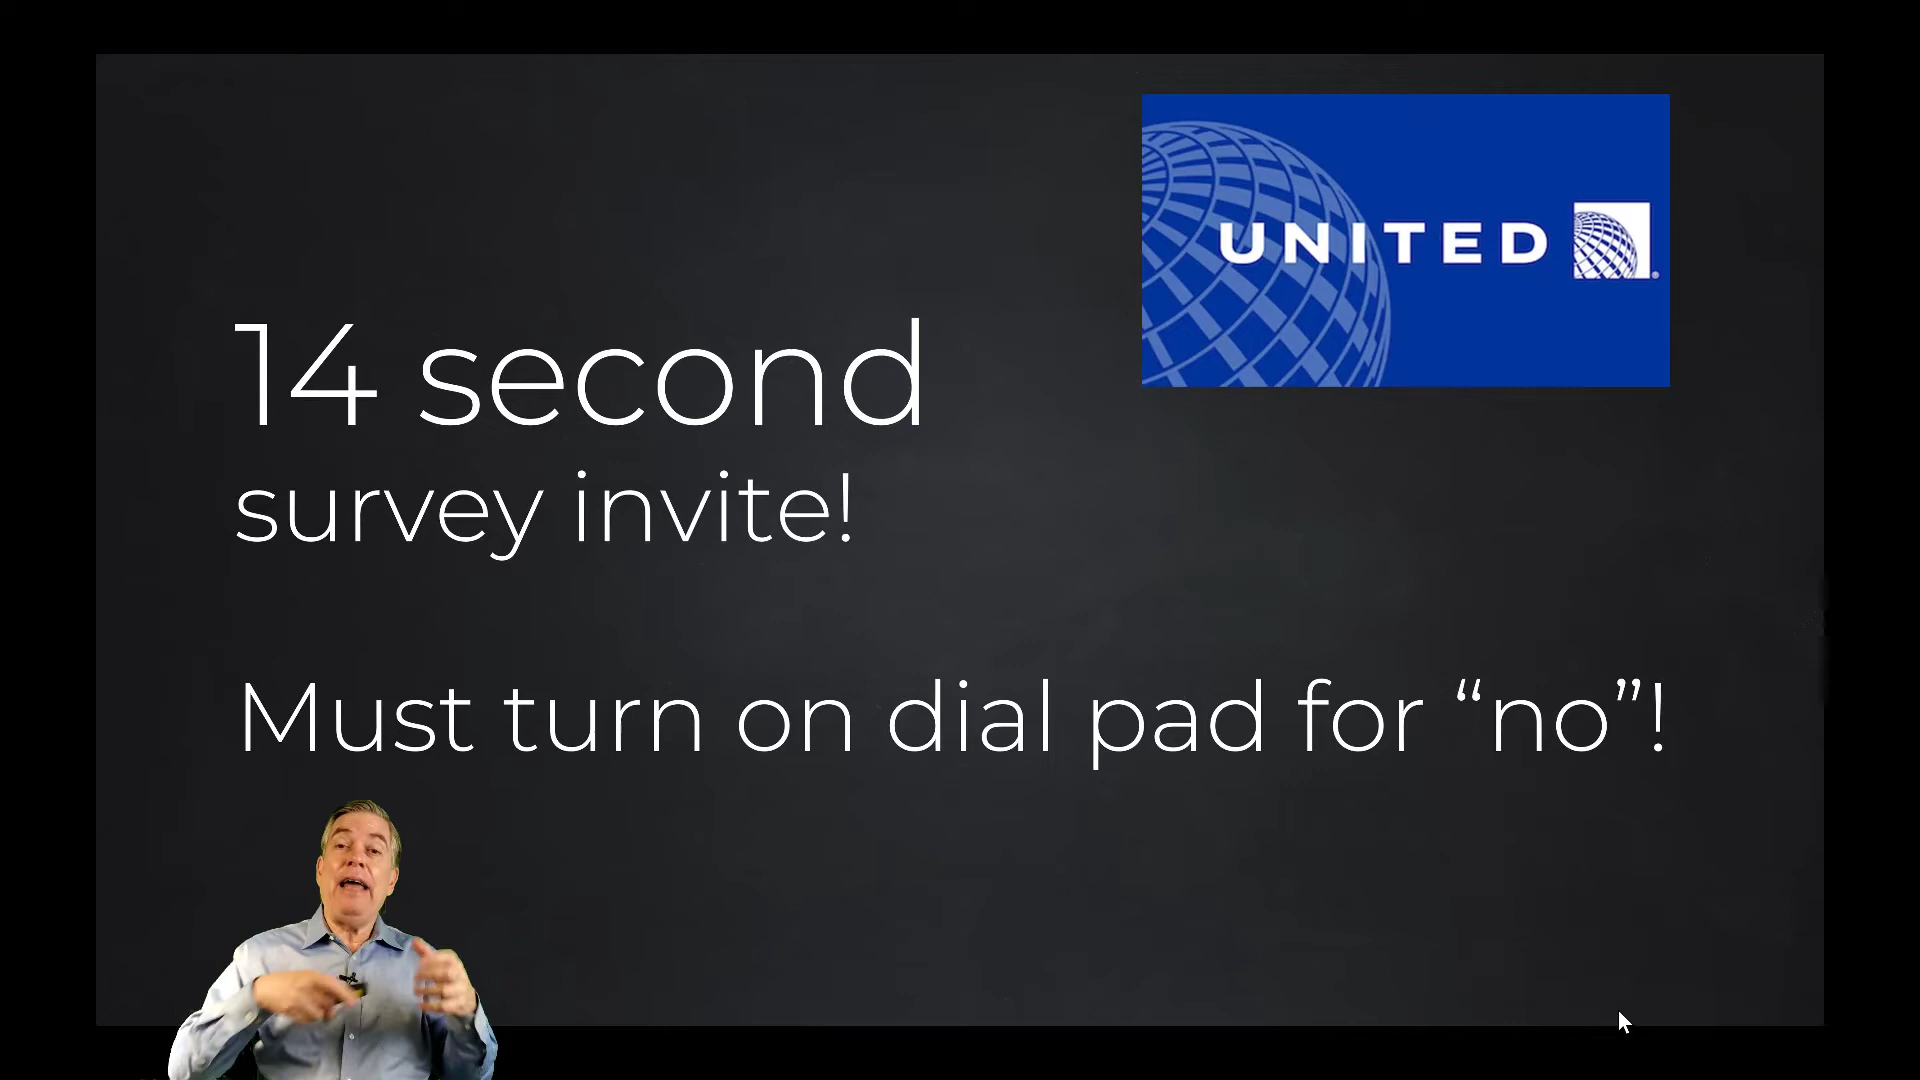 UNITED
14 second
survey invite!
Must turn on dial pad for “no”!